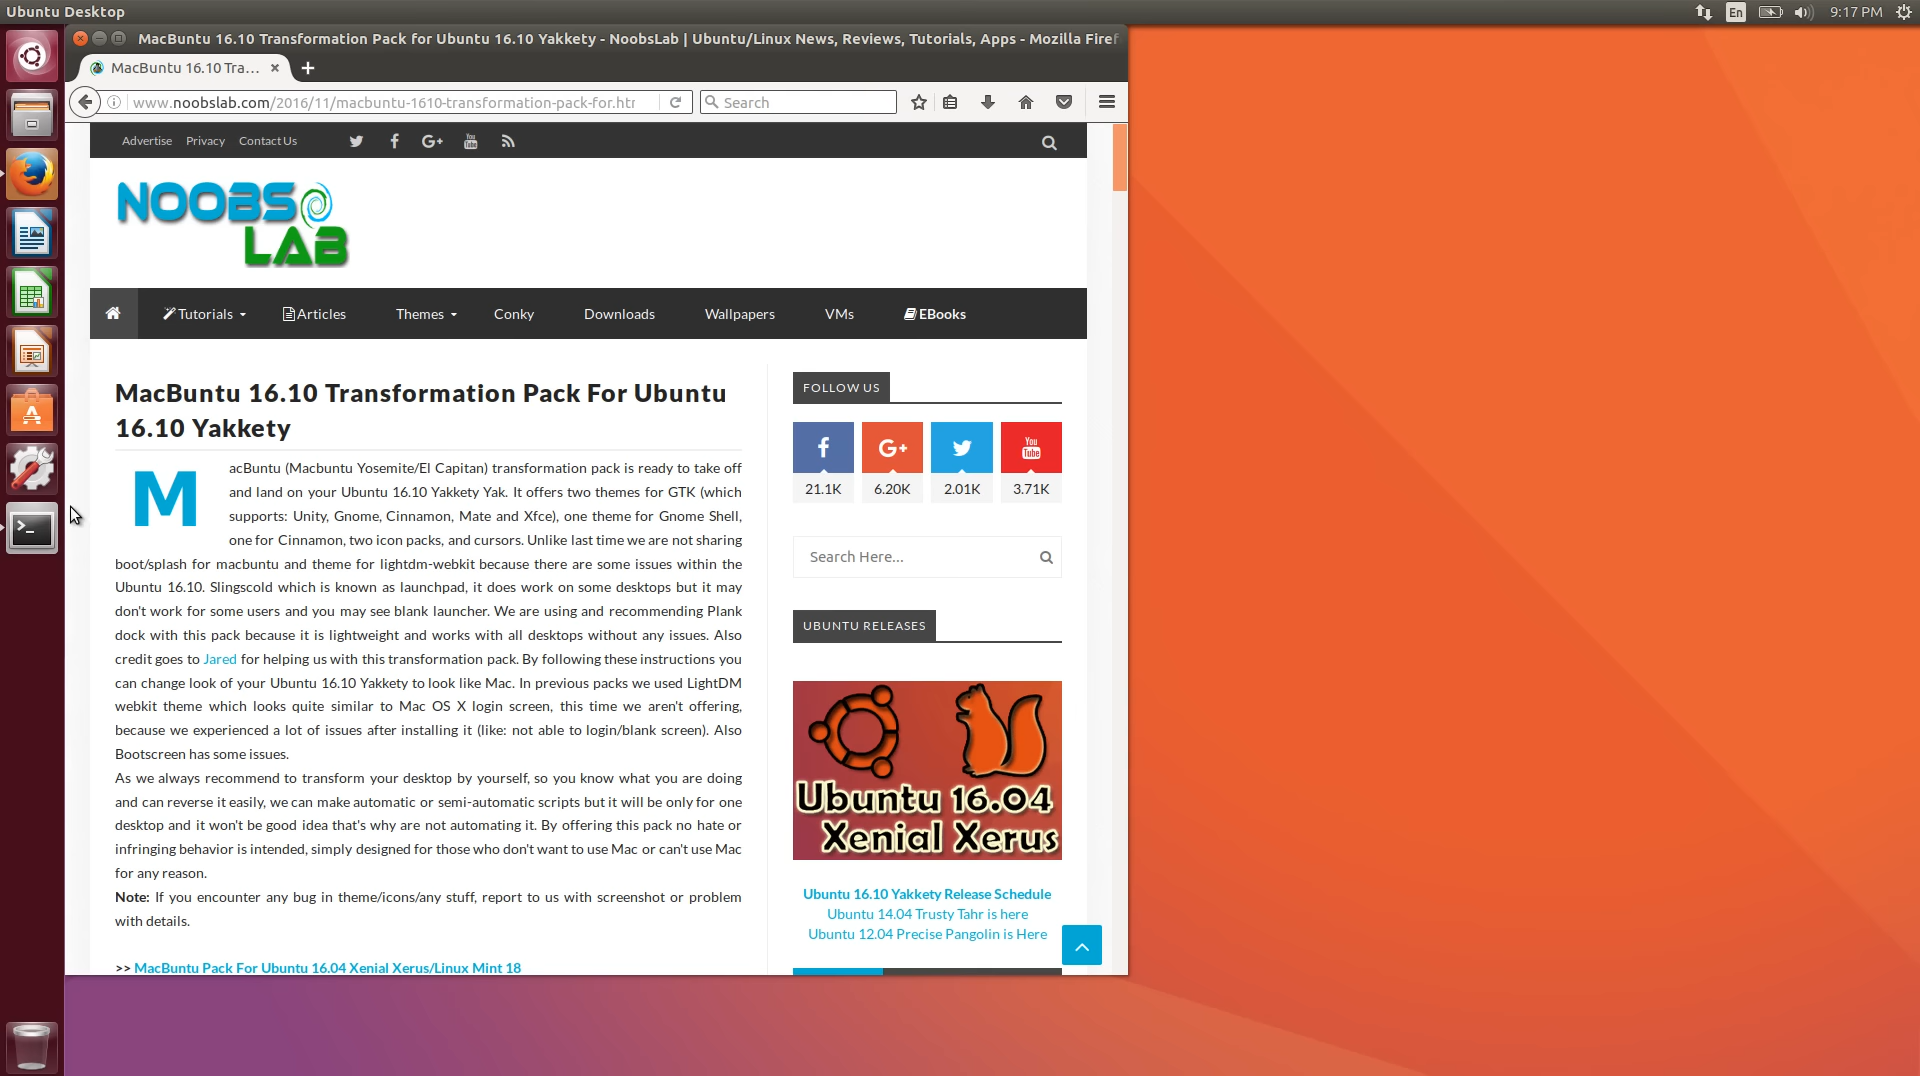 Ubuntu Desktop
En
9:17 PM
MacBuntu 16.10 Transformation Pack for Ubuntu 16.10 Yakkety - NoobsLab | Ubuntu/Linux News, Reviews, Tutorials, Apps - Mozilla Firef
MacBuntu 16.10 Tra...
www.noobslab.com/2016/11/macbuntu-1610-transformation-pack-for.htr
Search
Advertise Privacy Contact Us
NOOBS
LAB
Tutorials Articles Themes Conky Downloads Wallpapers VMs EBooks
MacBuntu 16.10 Transformation Pack For Ubuntu
16.10 Yakkety
MacBuntu (Macbuntu Yosemite/El Capitan) transformation pack is ready to take off
and land on your Ubuntu 16.10 Yakkety Yak. It offers two themes for GTK (which
supports: Unity, Gnome, Cinnamon, Mate and Xfce), one theme for Gnome Shell,
one for Cinnamon, two icon packs, and cursors. Unlike last time we are not sharing
boot/splash for macbuntu and theme for lightdm-webkit because there are some issues within the
Ubuntu 16.10. Slingscold which is known as launchpad, it does work on some desktops but it may
don't work for some users and you may see blank launcher. We are using and recommending Plank
dock with this pack because it is lightweight and works with all desktops without any issues. Also
credit goes to Jared for helping us with this transformation pack. By following these instructions you
can change look of your Ubuntu 16.10 Yakkety to look like Mac. In previous packs we used LightDM
webkit theme which looks quite similar to Mac OS X login screen, this time we aren't offering,
because we experienced a lot of issues after installing it (like: not able to login/blank screen). Also
Bootscreen has some issues.
As we always recommend to transform your desktop by yourself, so you know what you are doing
and can reverse it easily, we can make automatic or semi-automatic scripts but it will be only for one
desktop and it won't be good idea that's why are not automating it. By offering this pack no hate or
infringing behavior is intended, simply designed for those who don't want to use Mac or can't use Mac
for any reason.
Note: If you encounter any bug in theme/icons/any stuff, report to us with screenshot or problem
with details.
>> MacBuntu Pack For Ubuntu 16.04 Xenial Xerus/Linux Mint 18
FOLLOW US
You Tube
21.1K 6.20K 2.01K 3.71K
Search Here...
UBUNTU RELEASES
Ubuntu 16.04
Xenial Xerus
Ubuntu 16.10 Yakkety Release Schedule
Ubuntu 14.04 Trusty Tahr is here
Ubuntu 12.04 Precise Pangolin is Here